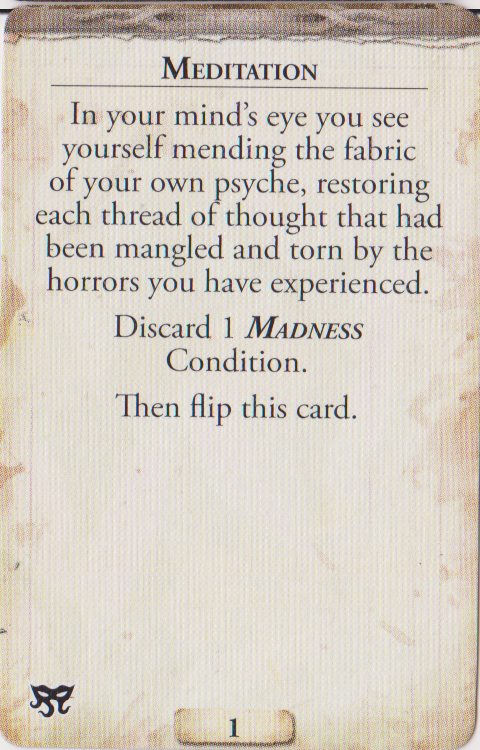 MEDITATION
In your mind's eye you see
yourself mending the fabric
of your own psyche, restoring
each thread of thought that had
been mangled and torn by the
horrors you have experienced.
Discard 1 MADNESS
Condition.
Then flip this card.
1